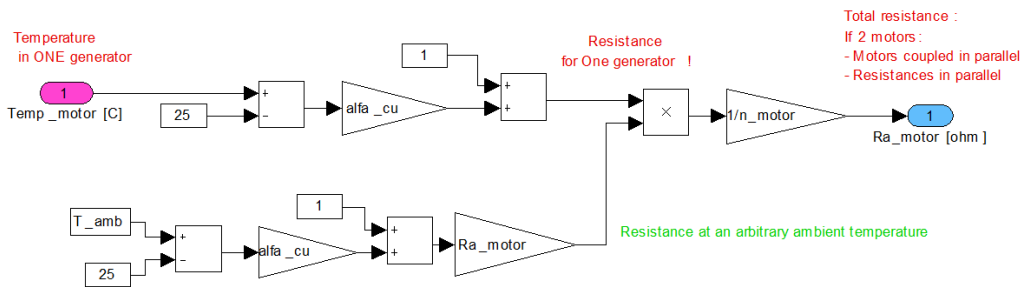 Total resistance :
If 2 motors :
- Motors coupled in parallel
- Resistances in parallel
Temperature
in ONE generator
Resistance
for One generator !
1
1
Temp _motor [C]
+
−
25
alfa _cu
+
+
×
1/n_motor
1
Ra_motor [ohm ]
T _amb
+
−
25
alfa _cu
1
+
+
Ra_motor
Resistance at an arbitrary ambient temperature